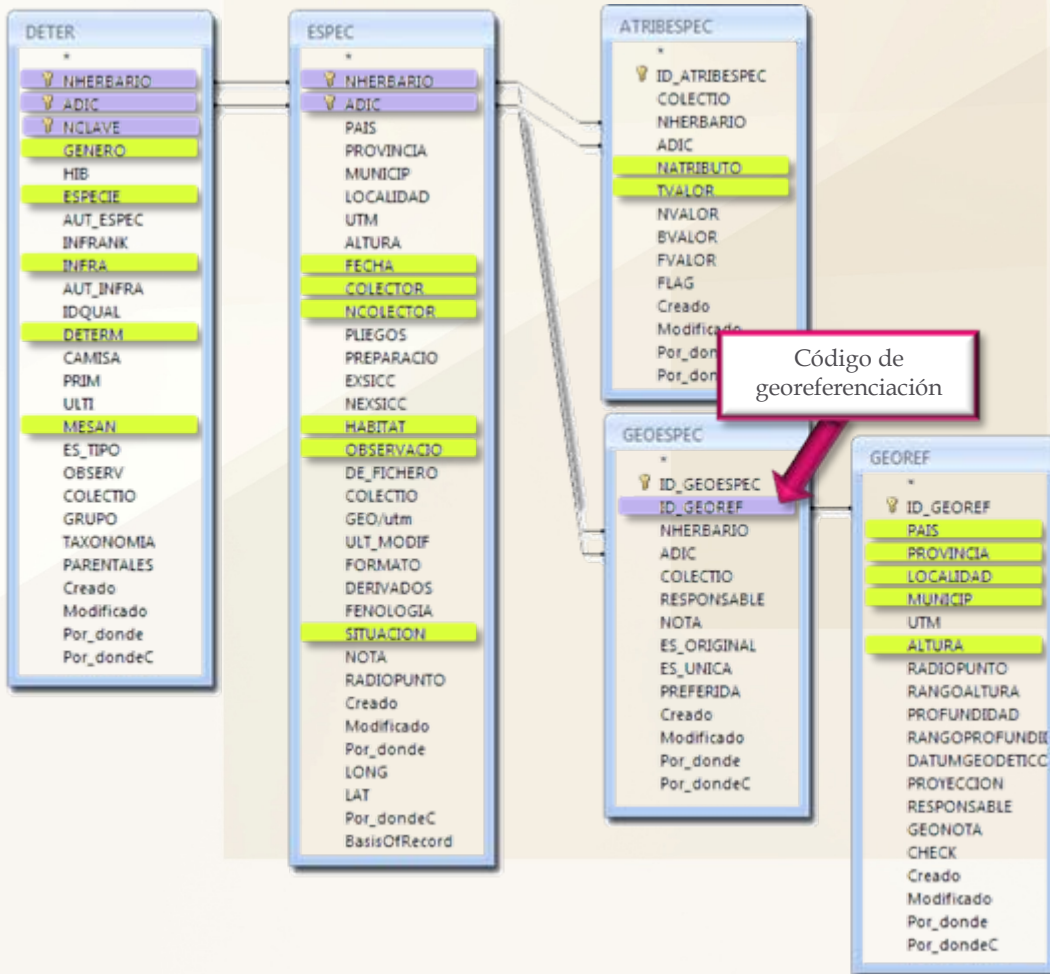 DETER
*
NHERBARIO
ADIC
NCLAVE
GENERO
HIB
ESPECIE
AUT_ESPEC
INFRANK
INFRA
AUT_INFRA
IDQUAL
DETERM
CAMISA
PRIM
ULTI
MESAN
ES_TIPO
OBSERV
COLECTIO
GRUPO
TAXONOMIA
PARENTALES
Creado
Modificado
Por_donde
Por_dondeC
ESPEC
*
NHERBARIO
ADIC
PAIS
PROVINCIA
MUNICIP
LOCALIDAD
UTM
ALTURA
FECHA
COLECTOR
NCOLECTOR
PLIEGOS
PREPARACIO
EXSICC
NEXSICC
HABITAT
OBSERVACIO
DE_FICHERO
COLECTIO
GEO/utm
ULT_MODIF
FORMATO
DERIVADOS
FENOLOGIA
SITUACION
NOTA
RADIOPUNTO
Creado
Modificado
Por_donde
LONG
LAT
Por_dondeC
BasisOfRecord
ATRIBESPEC
*
ID_ATRIBESPEC
COLECTIO
NHERBARIO
ADIC
NATRIBUTO
TVALOR
NVALOR
BVALOR
FVALOR
FLAG
Creado
Modificado
Por_don
Por_don
Código de
georeferenciación
GEOESPEC
*
ID_GEOESPEC
ID_GEOREF
NHERBARIO
ADIC
COLECTIO
RESPONSABLE
NOTA
ES_ORIGINAL
ES_UNICA
PREFERIDA
Creado
Modificado
Por_donde
Por_dondeC
GEOREF
*
ID_GEOREF
PAIS
PROVINCIA
LOCALIDAD
MUNICIP
UTM
ALTURA
RADIOPUNTO
RANGOALTURA
PROFUNDIDAD
RANGOPROFUNDID
DATUMGEODETICO
PROYECCION
RESPONSABLE
GEONOTA
CHECK
Creado
Modificado
Por_donde
Por_dondeC